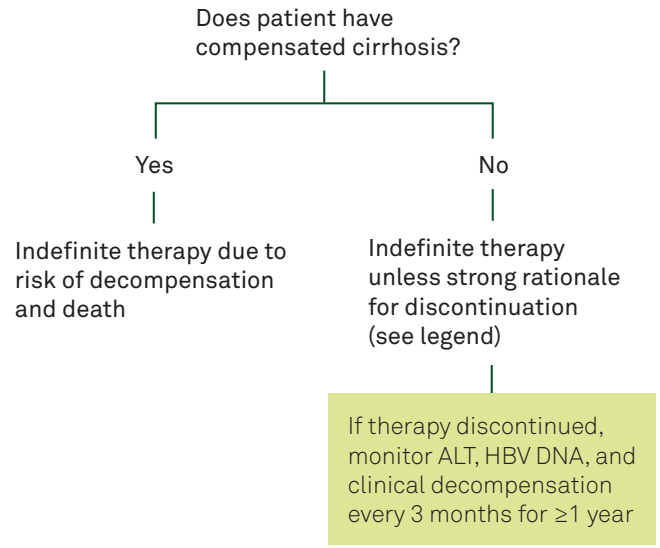 Does patient have
compensated cirrhosis?
Yes
No
Indefinite therapy due to
risk of decompensation
and death
Indefinite therapy
unless strong rationale
for discontinuation
(see legend)
If therapy discontinued,
monitor ALT, HBV DNA, and
clinical decompensation
every 3 months for ≥1 year